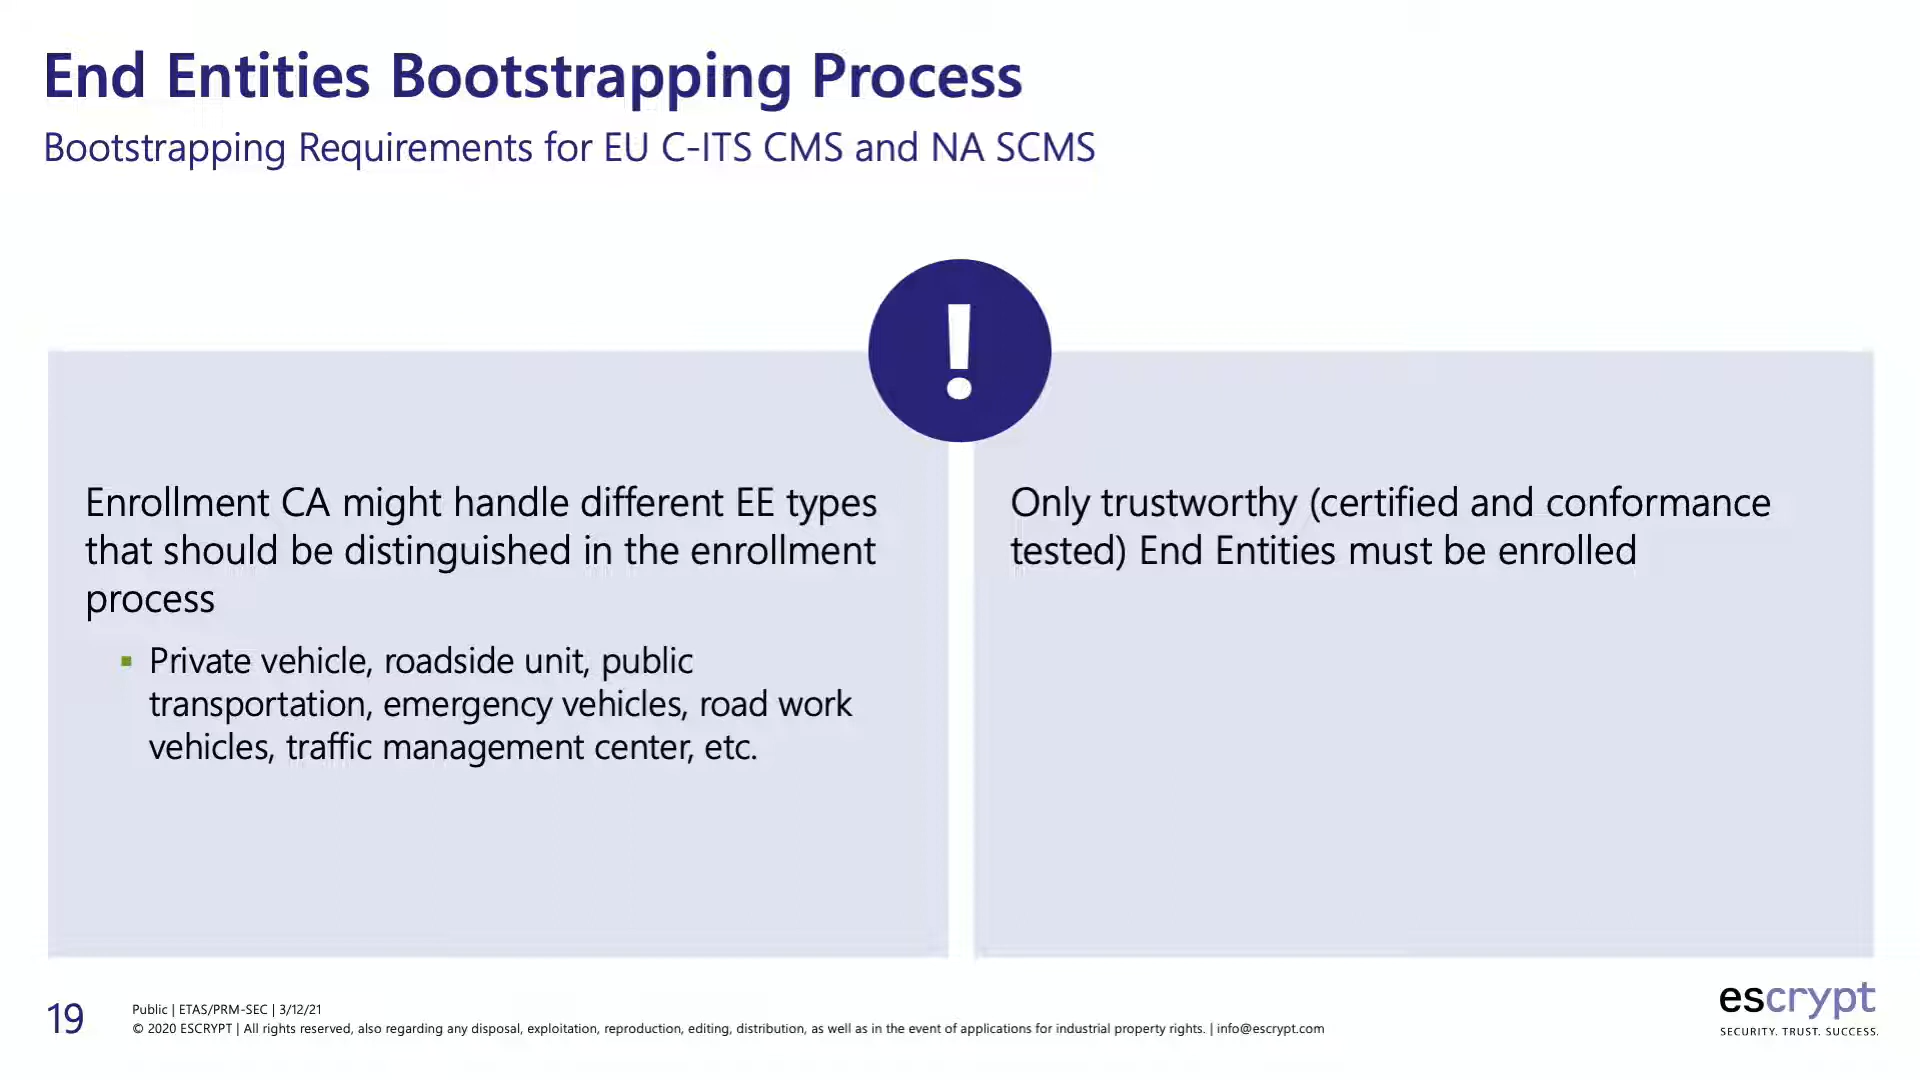 End Entities Bootstrapping Process
Bootstrapping Requirements for EU C-ITS CMS and NA SCMS
!
Enrollment CA might handle different EE types
that should be distinguished in the enrollment
process
▪ Private vehicle, roadside unit, public
transportation, emergency vehicles, road work
vehicles, traffic management center, etc.
Only trustworthy (certified and conformance
tested) End Entities must be enrolled
19
Public | ETAS/PRM-SEC | 3/12/21
© 2020 ESCRYPT | All rights reserved, also regarding any disposal, exploitation, reproduction, editing, distribution, as well as in the event of applications for industrial property rights. | info@escrypt.com
escrypt
SECURITY. TRUST. SUCCESS.